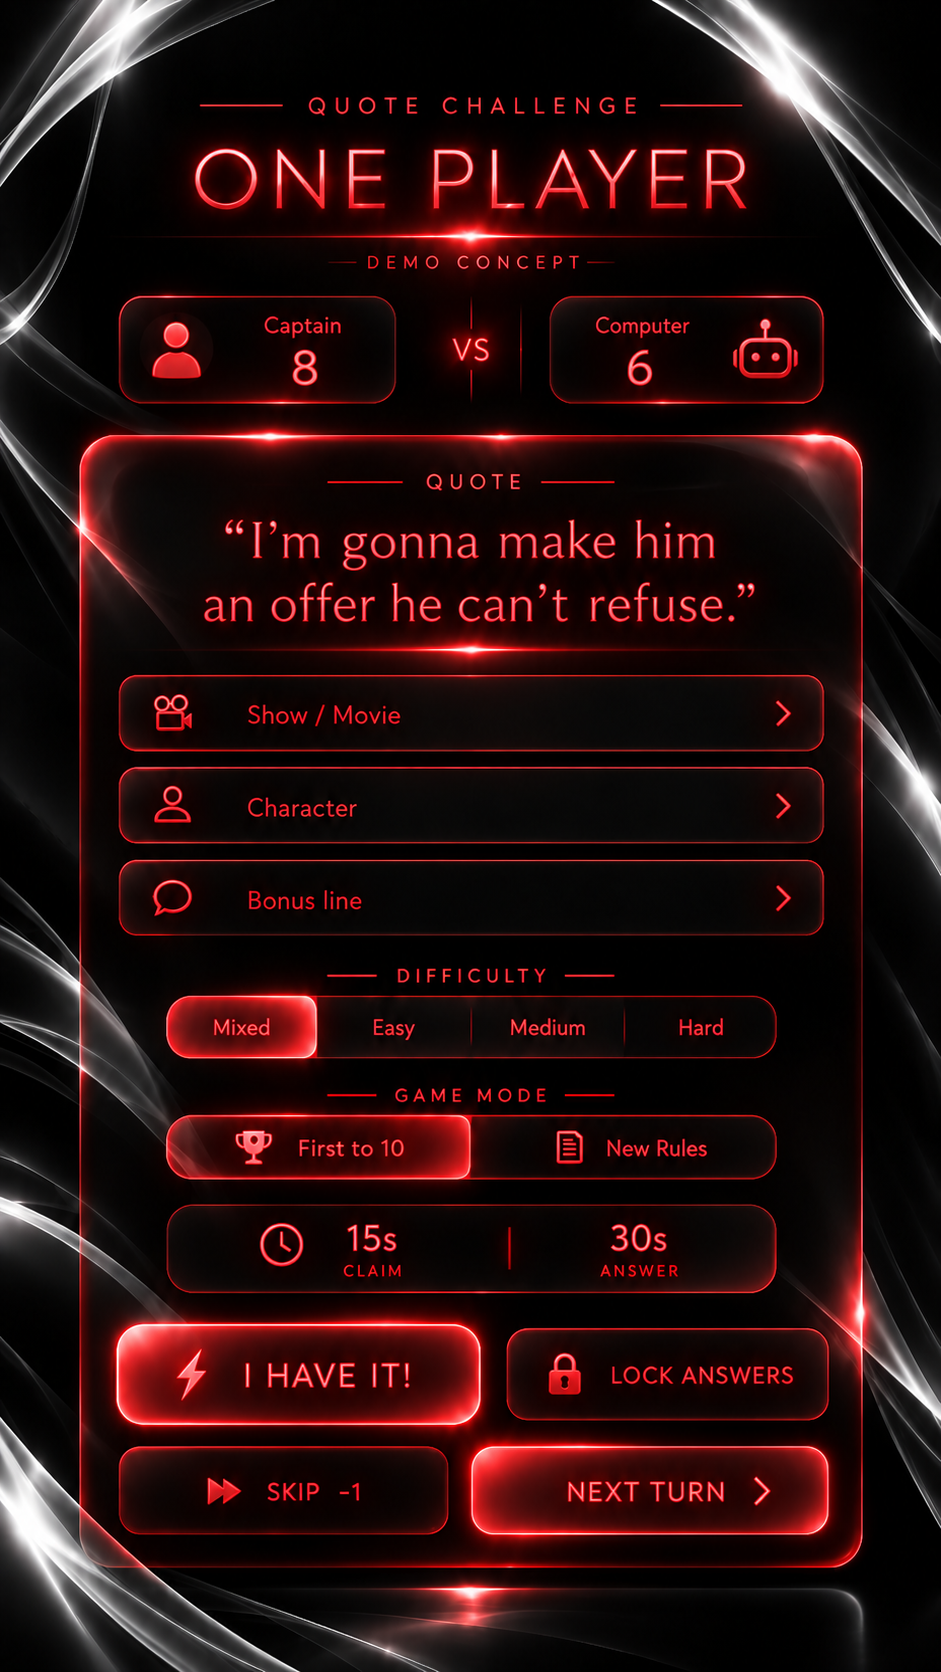 QUOTE CHALLENGE
ONE PLAYER
DEMO CONCEPT
Captain
8
VS
Computer
6
QUOTE
“I’m gonna make him
an offer he can’t refuse.”
Show / Movie
Character
Bonus line
DIFFICULTY
Mixed Easy Medium Hard
GAME MODE
First to 10 New Rules
15s 30s
CLAIM ANSWER
I HAVE IT! LOCK ANSWERS
SKIP -1 NEXT TURN